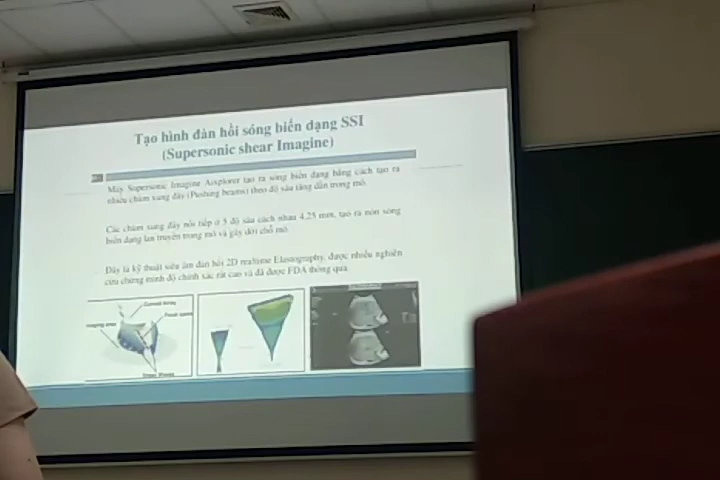 Tạo hình đàn hồi sóng biến dạng SSI
(Supersonic shear Imagine)
Máy Supersonic Imagine Aixplorer tạo ra sóng biến dạng bằng cách tạo ra
nhiều chùm xung đẩy (Pushing beams) theo độ sâu tăng dần trong mô.
Các chùm xung đẩy nối tiếp ở 5 độ sâu cách nhau 4,25 mm, tạo ra nón sóng
biến dạng lan truyền trong mô và gây dời chỗ mô
Đây là kỹ thuật siêu âm đàn hồi 2D realtime Elastography, được nhiều nghiên
cứu chứng minh độ chính xác rất cao và đã được FDA thông qua.